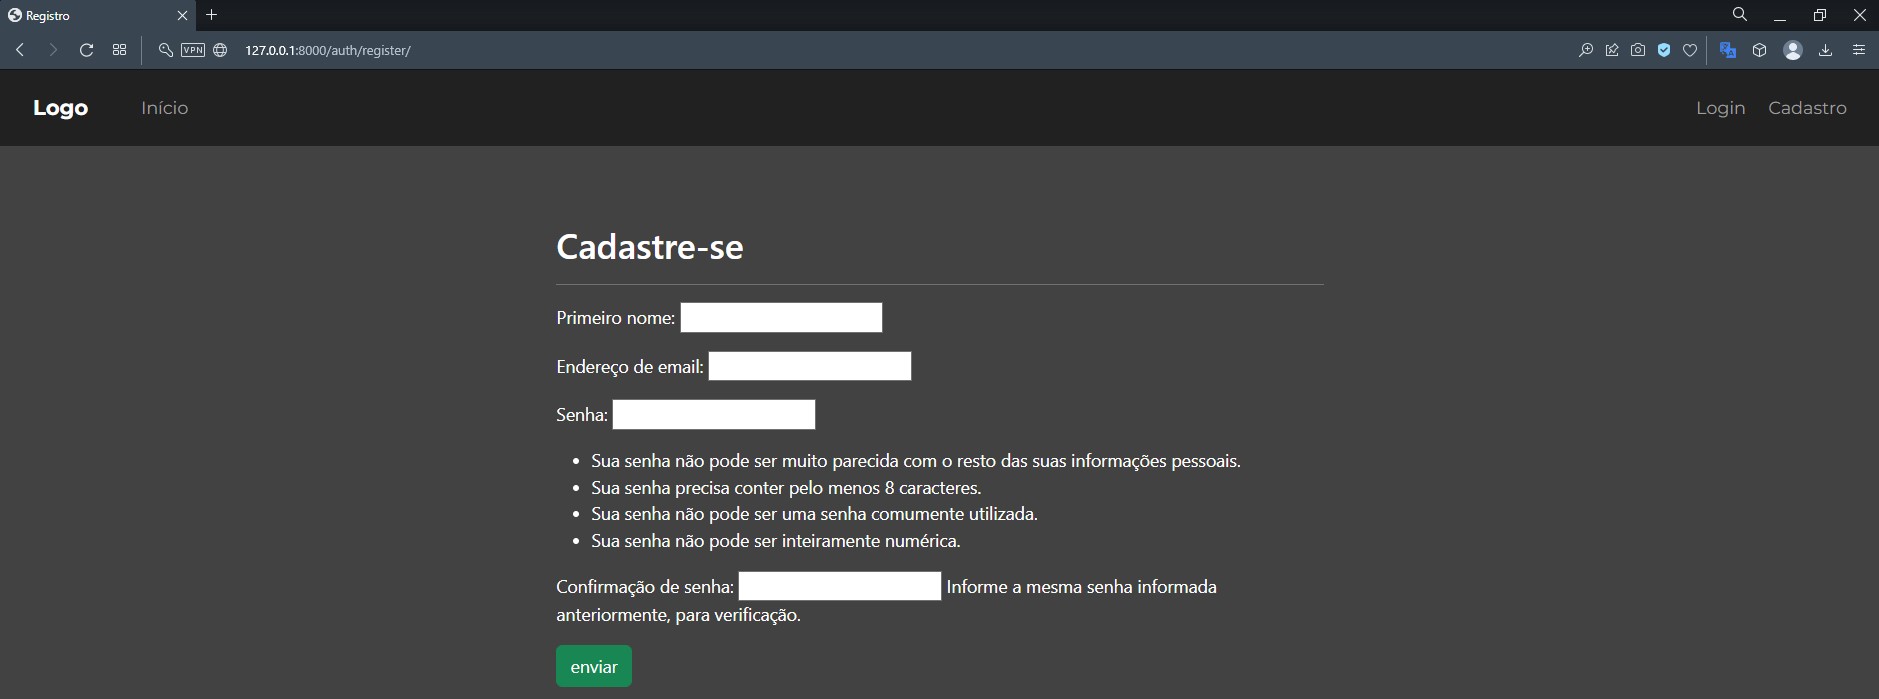 Registro
VPN
127.0.0.1:8000/auth/register/
Logo Início Login Cadastro
Cadastre-se
Primeiro nome:
Endereço de email:
Senha:
• Sua senha não pode ser muito parecida com o resto das suas informações pessoais.
• Sua senha precisa conter pelo menos 8 caracteres.
• Sua senha não pode ser uma senha comumente utilizada.
• Sua senha não pode ser inteiramente numérica.
Confirmação de senha: Informe a mesma senha informada
anteriormente, para verificação.
enviar